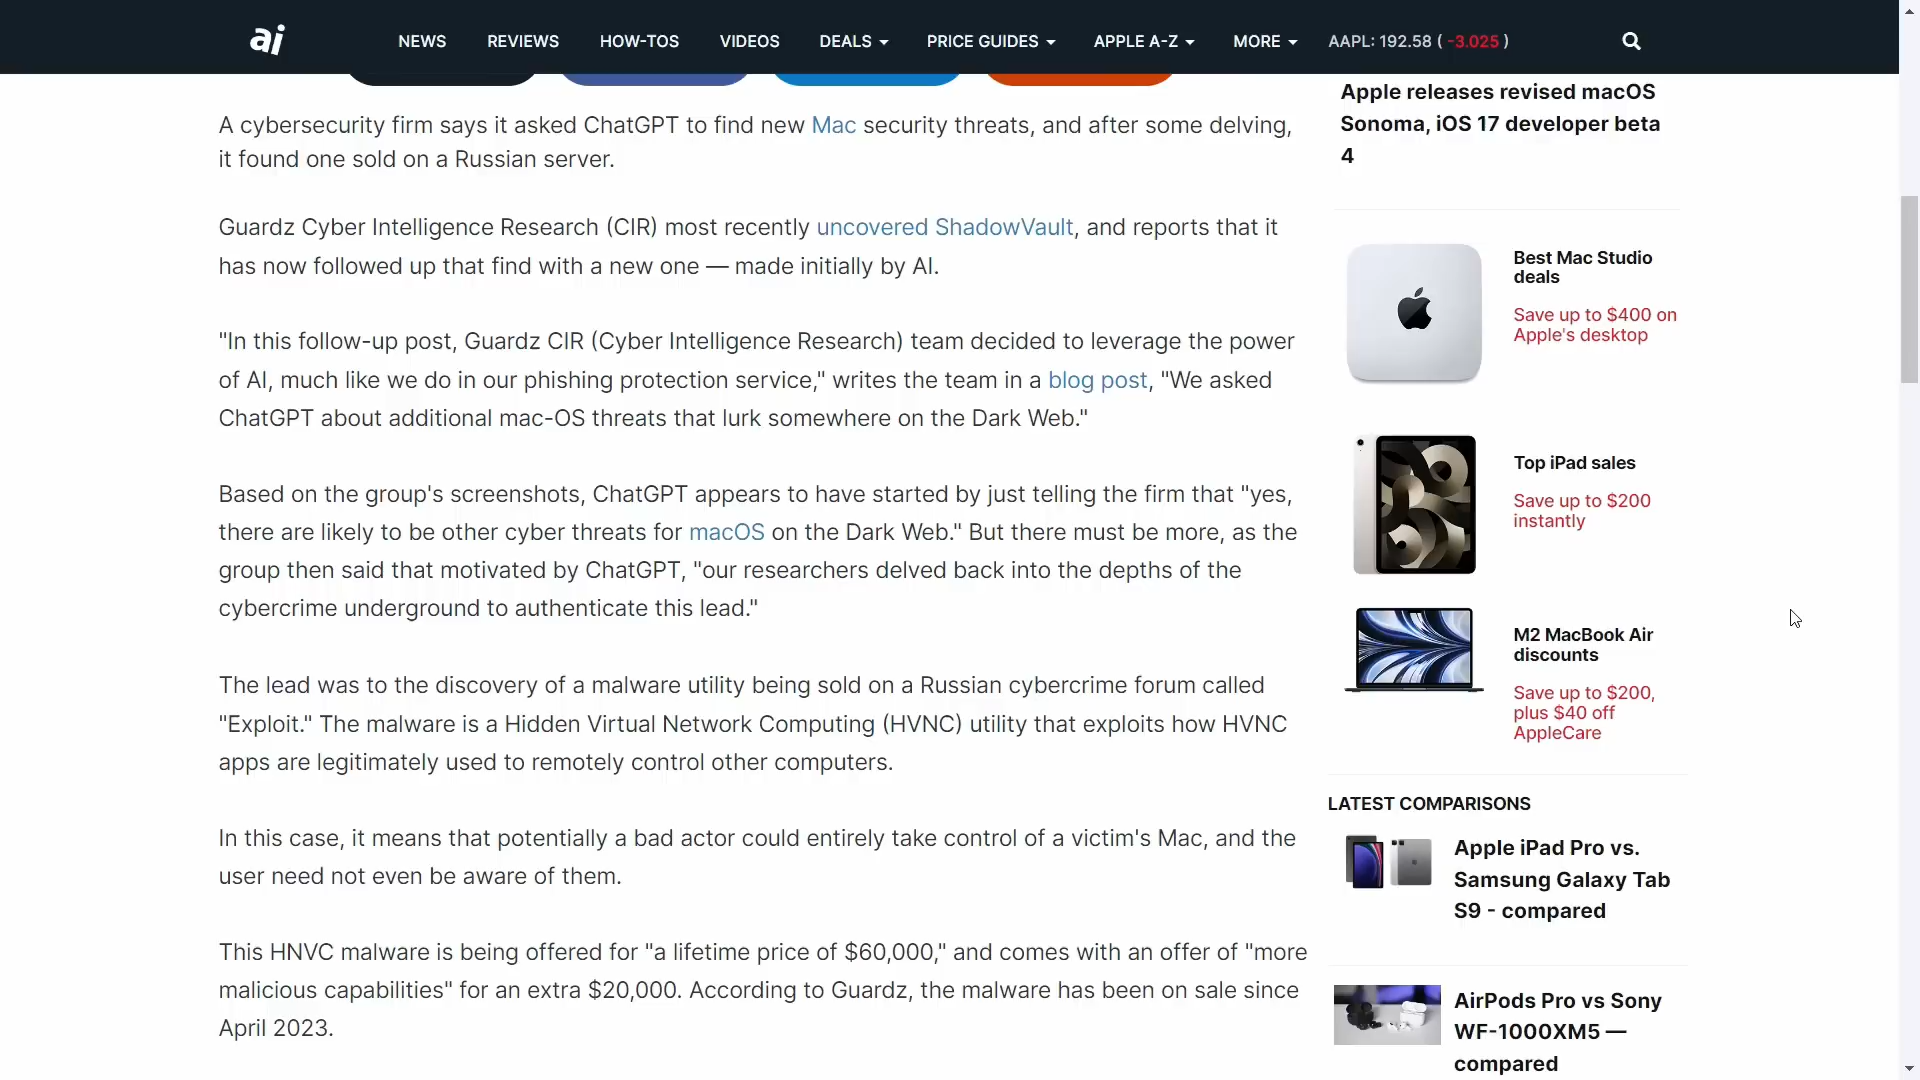 ai NEWS REVIEWS HOW-TOS VIDEOS DEALS PRICE GUIDES APPLE A-Z MORE AAPL: 192.58 ( -3.025 )
A cybersecurity firm says it asked ChatGPT to find new Mac security threats, and after some delving,
it found one sold on a Russian server.
Guardz Cyber Intelligence Research (CIR) most recently uncovered ShadowVault, and reports that it
has now followed up that find with a new one — made initially by AI.
"In this follow-up post, Guardz CIR (Cyber Intelligence Research) team decided to leverage the power
of AI, much like we do in our phishing protection service," writes the team in a blog post, "We asked
ChatGPT about additional mac-OS threats that lurk somewhere on the Dark Web."
Based on the group's screenshots, ChatGPT appears to have started by just telling the firm that "yes,
there are likely to be other cyber threats for macOS on the Dark Web." But there must be more, as the
group then said that motivated by ChatGPT, "our researchers delved back into the depths of the
cybercrime underground to authenticate this lead."
The lead was to the discovery of a malware utility being sold on a Russian cybercrime forum called
"Exploit." The malware is a Hidden Virtual Network Computing (HVNC) utility that exploits how HVNC
apps are legitimately used to remotely control other computers.
In this case, it means that potentially a bad actor could entirely take control of a victim's Mac, and the
user need not even be aware of them.
This HNVC malware is being offered for "a lifetime price of $60,000," and comes with an offer of "more
malicious capabilities" for an extra $20,000. According to Guardz, the malware has been on sale since
April 2023.
Apple releases revised macOS
Sonoma, iOS 17 developer beta
4
Best Mac Studio
deals
Save up to $400 on
Apple's desktop
Top iPad sales
Save up to $200
instantly
M2 MacBook Air
discounts
Save up to $200,
plus $40 off
AppleCare
LATEST COMPARISONS
Apple iPad Pro vs.
Samsung Galaxy Tab
S9 - compared
AirPods Pro vs Sony
WF-1000XM5 —
compared